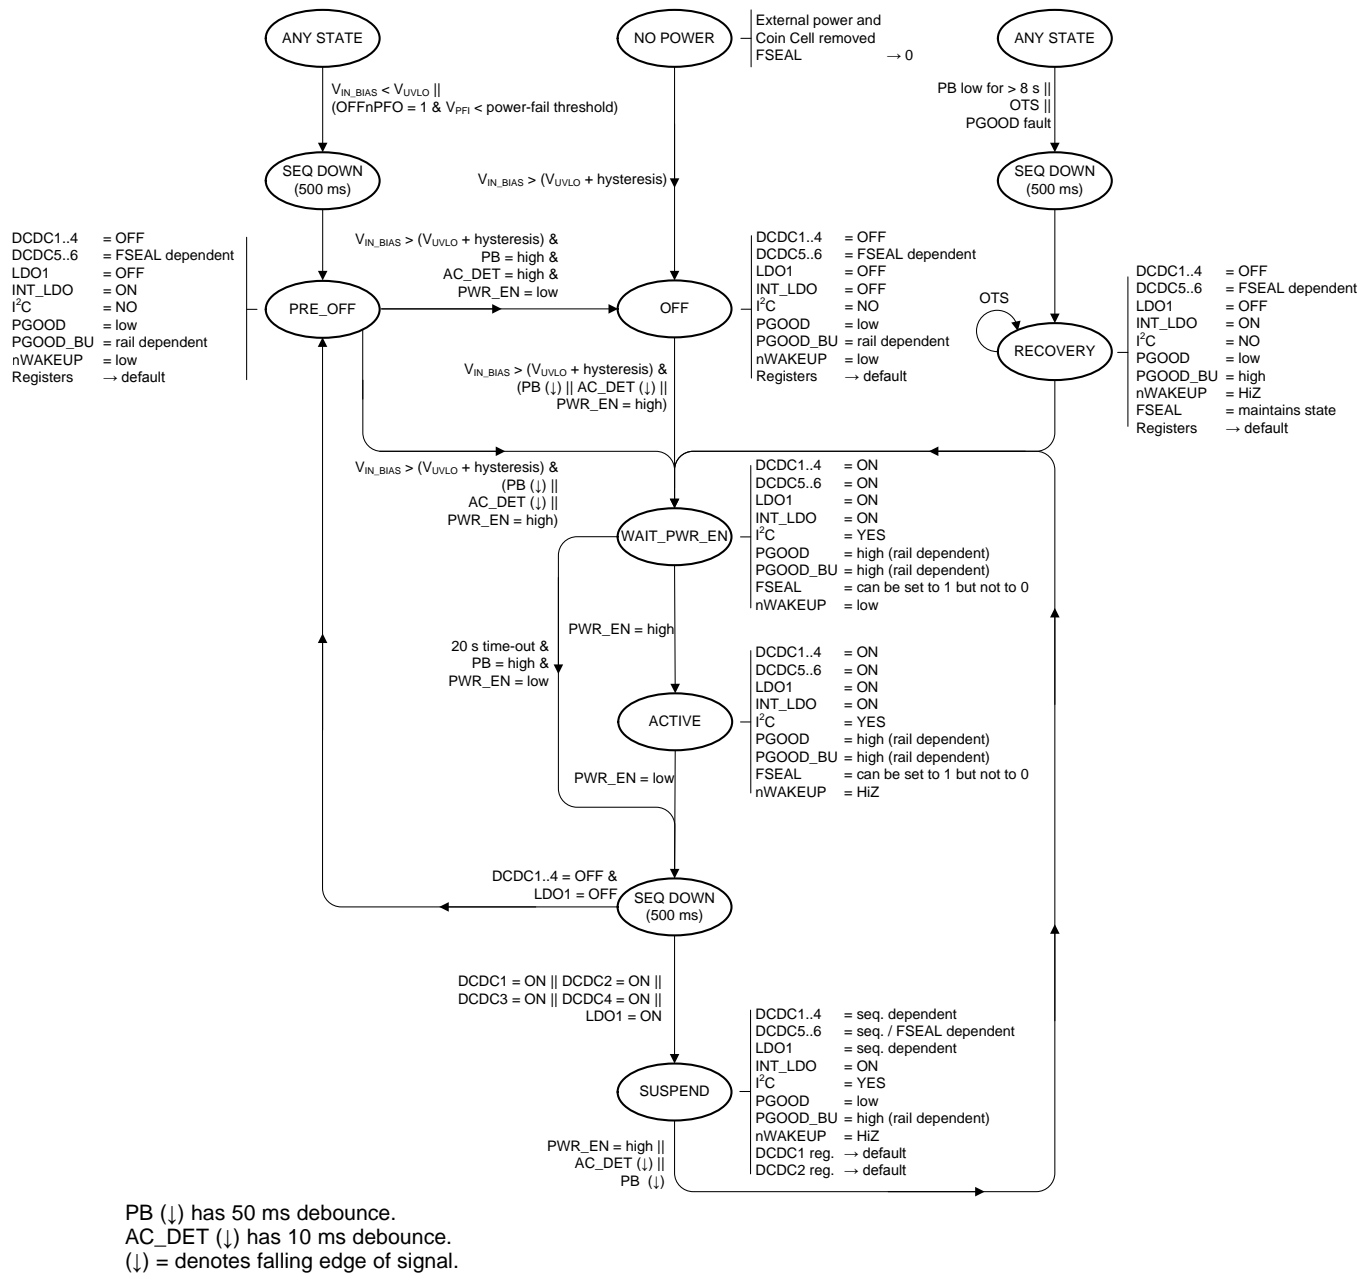 ANY STATE
NO POWER
External power and
Coin Cell removed
FSEAL → 0
ANY STATE
V_IN_BIAS < V_UVLO ||
(OFFnPFO = 1 & V_PFI < power-fail threshold)
PB low for > 8 s ||
OTS ||
PGOOD fault
SEQ DOWN
(500 ms)
V_IN_BIAS > (V_UVLO + hysteresis)
SEQ DOWN
(500 ms)
DCDC1..4 = OFF
DCDC5..6 = FSEAL dependent
LDO1 = OFF
INT_LDO = ON
I²C = NO
PGOOD = low
PGOOD_BU = rail dependent
nWAKEUP = low
Registers → default
PRE_OFF
V_IN_BIAS > (V_UVLO + hysteresis) &
PB = high &
AC_DET = high &
PWR_EN = low
OFF
DCDC1..4 = OFF
DCDC5..6 = FSEAL dependent
LDO1 = OFF
INT_LDO = OFF
I²C = NO
PGOOD = low
PGOOD_BU = rail dependent
nWAKEUP = low
Registers → default
OTS
RECOVERY
DCDC1..4 = OFF
DCDC5..6 = FSEAL dependent
LDO1 = OFF
INT_LDO = ON
I²C = NO
PGOOD = low
PGOOD_BU = high
nWAKEUP = HiZ
FSEAL = maintains state
Registers → default
V_IN_BIAS > (V_UVLO + hysteresis) &
(PB (↓) || AC_DET (↓) ||
PWR_EN = high)
V_IN_BIAS > (V_UVLO + hysteresis) &
(PB (↓) ||
AC_DET (↓) ||
PWR_EN = high)
WAIT_PWR_EN
DCDC1..4 = ON
DCDC5..6 = ON
LDO1 = ON
INT_LDO = ON
I²C = YES
PGOOD = high (rail dependent)
PGOOD_BU = high (rail dependent)
FSEAL = can be set to 1 but not to 0
nWAKEUP = low
PWR_EN = high
20 s time-out &
PB = high &
PWR_EN = low
ACTIVE
DCDC1..4 = ON
DCDC5..6 = ON
LDO1 = ON
INT_LDO = ON
I²C = YES
PGOOD = high (rail dependent)
PGOOD_BU = high (rail dependent)
FSEAL = can be set to 1 but not to 0
nWAKEUP = HiZ
PWR_EN = low
DCDC1..4 = OFF &
LDO1 = OFF
SEQ DOWN
(500 ms)
DCDC1 = ON || DCDC2 = ON ||
DCDC3 = ON || DCDC4 = ON ||
LDO1 = ON
SUSPEND
DCDC1..4 = seq. dependent
DCDC5..6 = seq. / FSEAL dependent
LDO1 = seq. dependent
INT_LDO = ON
I²C = YES
PGOOD = low
PGOOD_BU = high (rail dependent)
nWAKEUP = HiZ
DCDC1 reg. → default
DCDC2 reg. → default
PWR_EN = high ||
AC_DET (↓) ||
PB (↓)
PB (↓) has 50 ms debounce.
AC_DET (↓) has 10 ms debounce.
(↓) = denotes falling edge of signal.